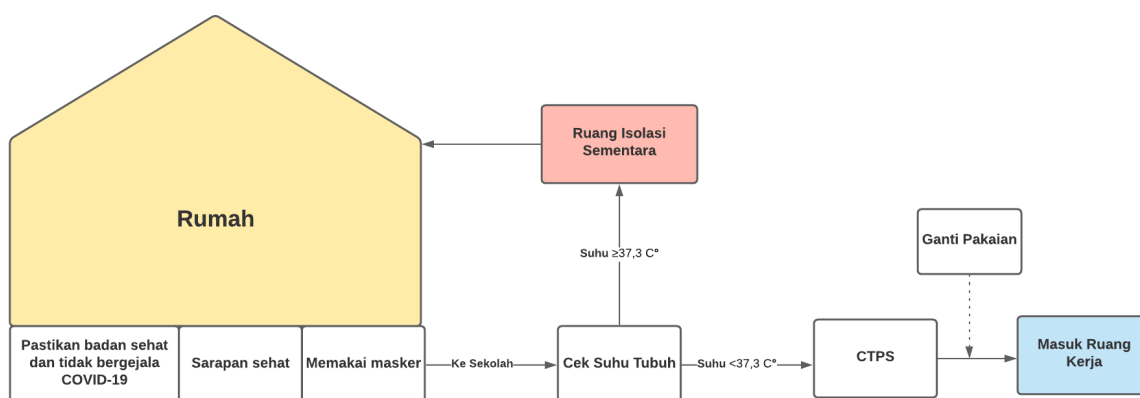 Rumah
Pastikan badan sehat
dan tidak bergejala
COVID-19
Sarapan sehat
Memakai masker
Ke Sekolah
Cek Suhu Tubuh
Suhu ≥37,3 C°
Ruang Isolasi
Sementara
Suhu <37,3 C°
CTPS
Ganti Pakaian
Masuk Ruang
Kerja